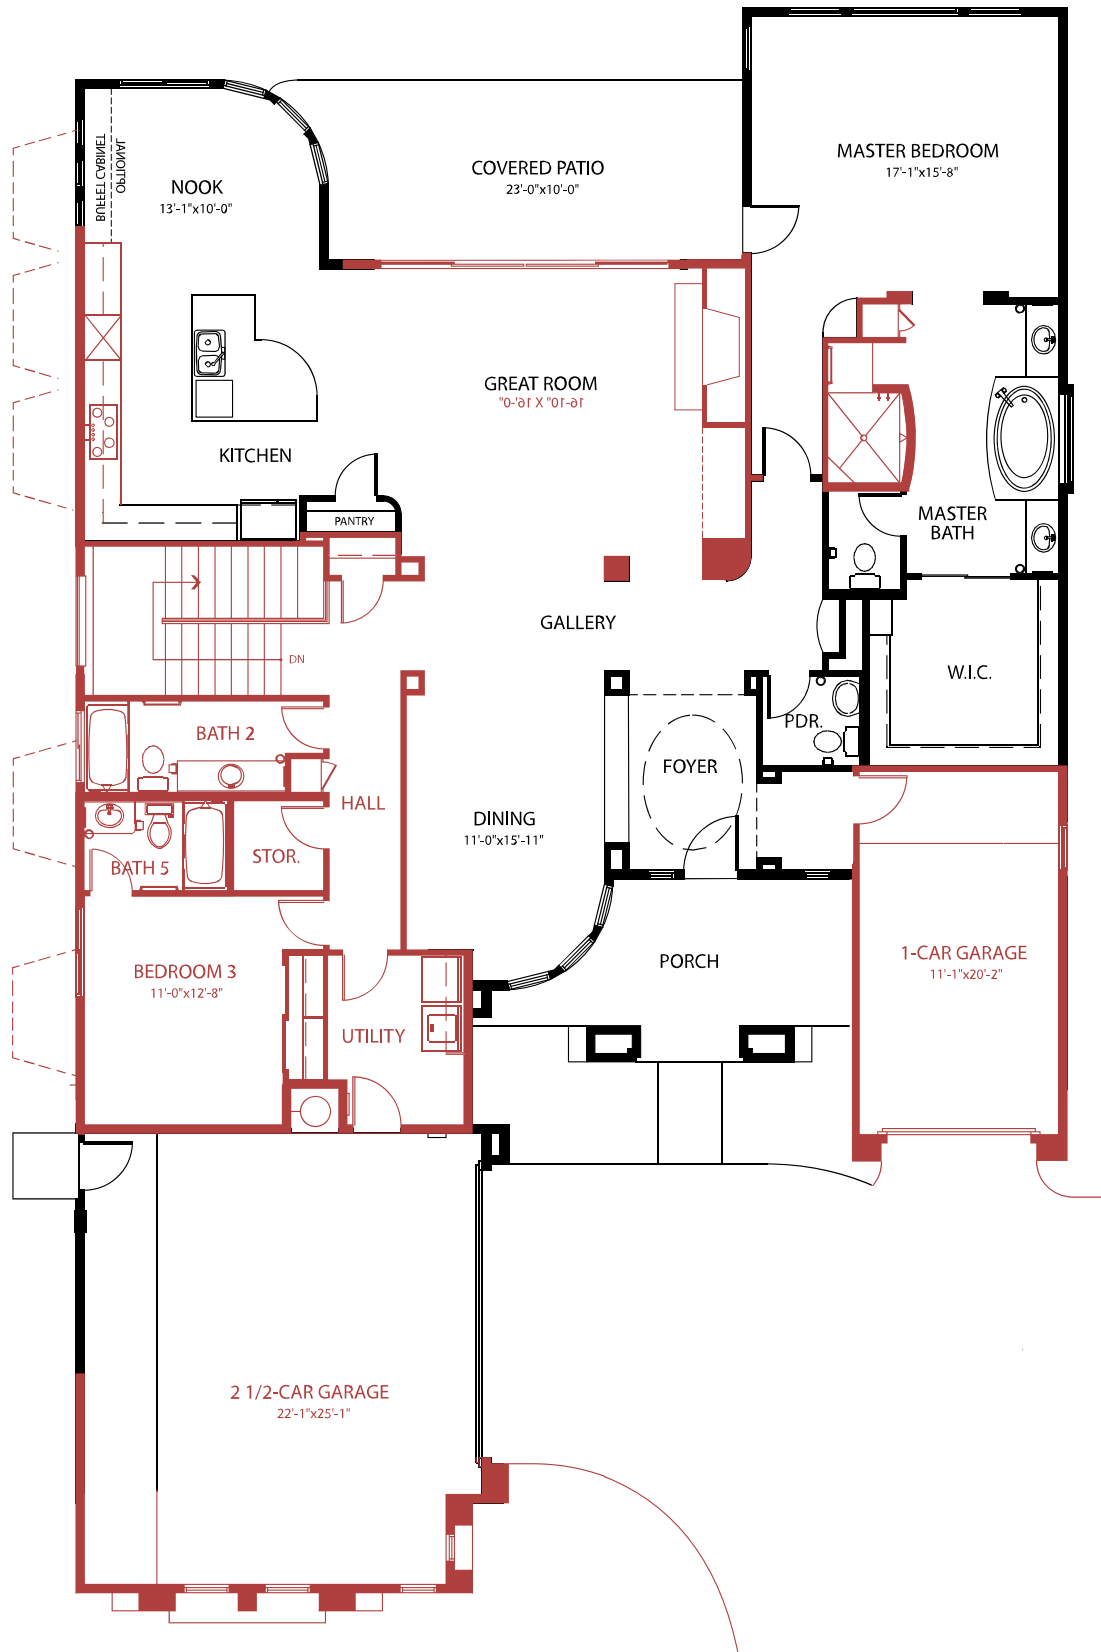 MASTER BEDROOM
17'-1"x15'-8"
COVERED PATIO
23'-0"x10'-0"
NOOK
13'-1"x10'-0"
BUFFET CABINET
OPTIONAL
GREAT ROOM
16-'01" X 16'-0"
KITCHEN
PANTRY
MASTER
BATH
GALLERY
DN
W.I.C.
PDR.
BATH 2
FOYER
HALL
DINING
11'-0"x15'-11"
STOR.
BATH 5
BEDROOM 3
11'-0"x12'-8"
PORCH
1-CAR GARAGE
11'-1"x20'-2"
UTILITY
2 1/2-CAR GARAGE
22'-1"x25'-1"